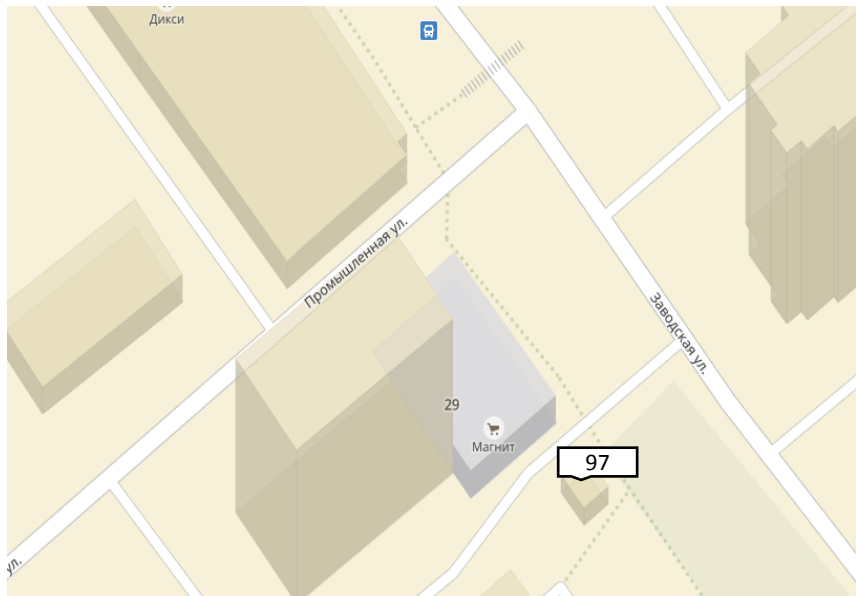 Дикси
Промышленная ул.
Заводская ул.
29
Магнит
97
ул.